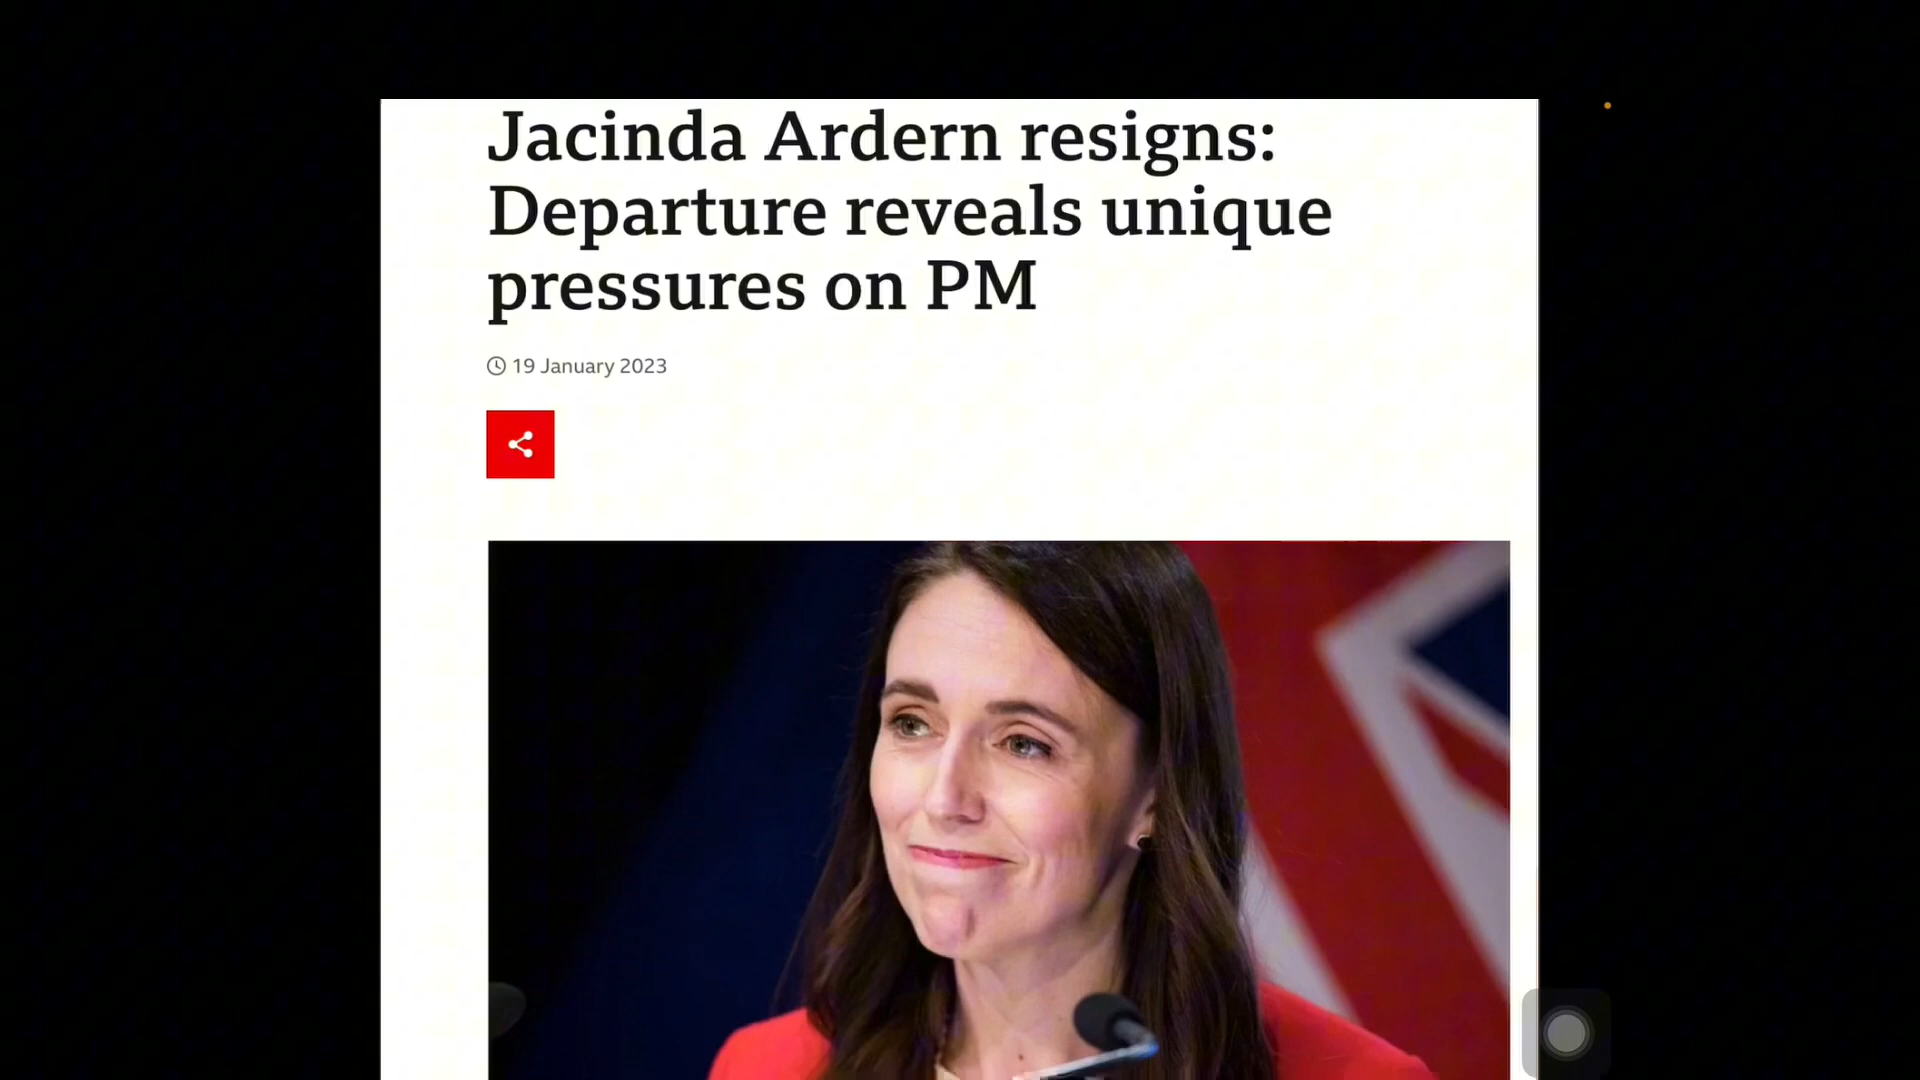 Jacinda Ardern resigns:
Departure reveals unique
pressures on PM
19 January 2023